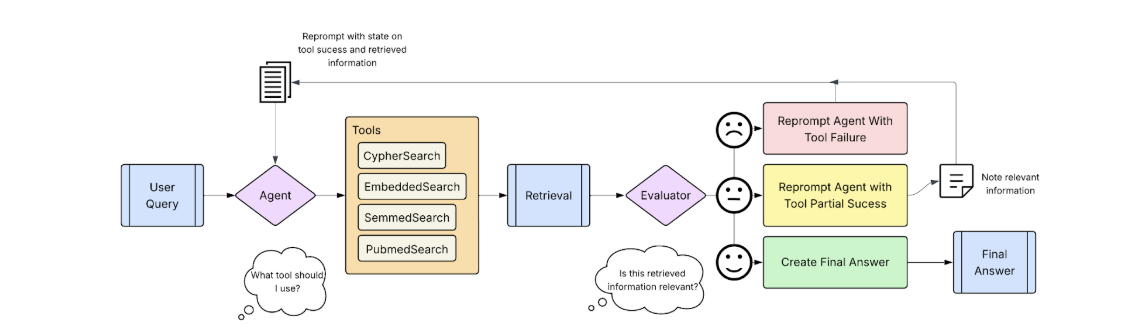 Reprompt with state on
tool sucess and retrieved
information
Tools
CypherSearch
EmbeddedSearch
SemmedSearch
PubmedSearch
User
Query
Agent
Retrieval
Evaluator
Reprompt Agent With
Tool Failure
Reprompt Agent with
Tool Partial Sucess
Note relevant
information
Create Final Answer
Final
Answer
What tool should
I use?
Is this retrieved
information relevant?